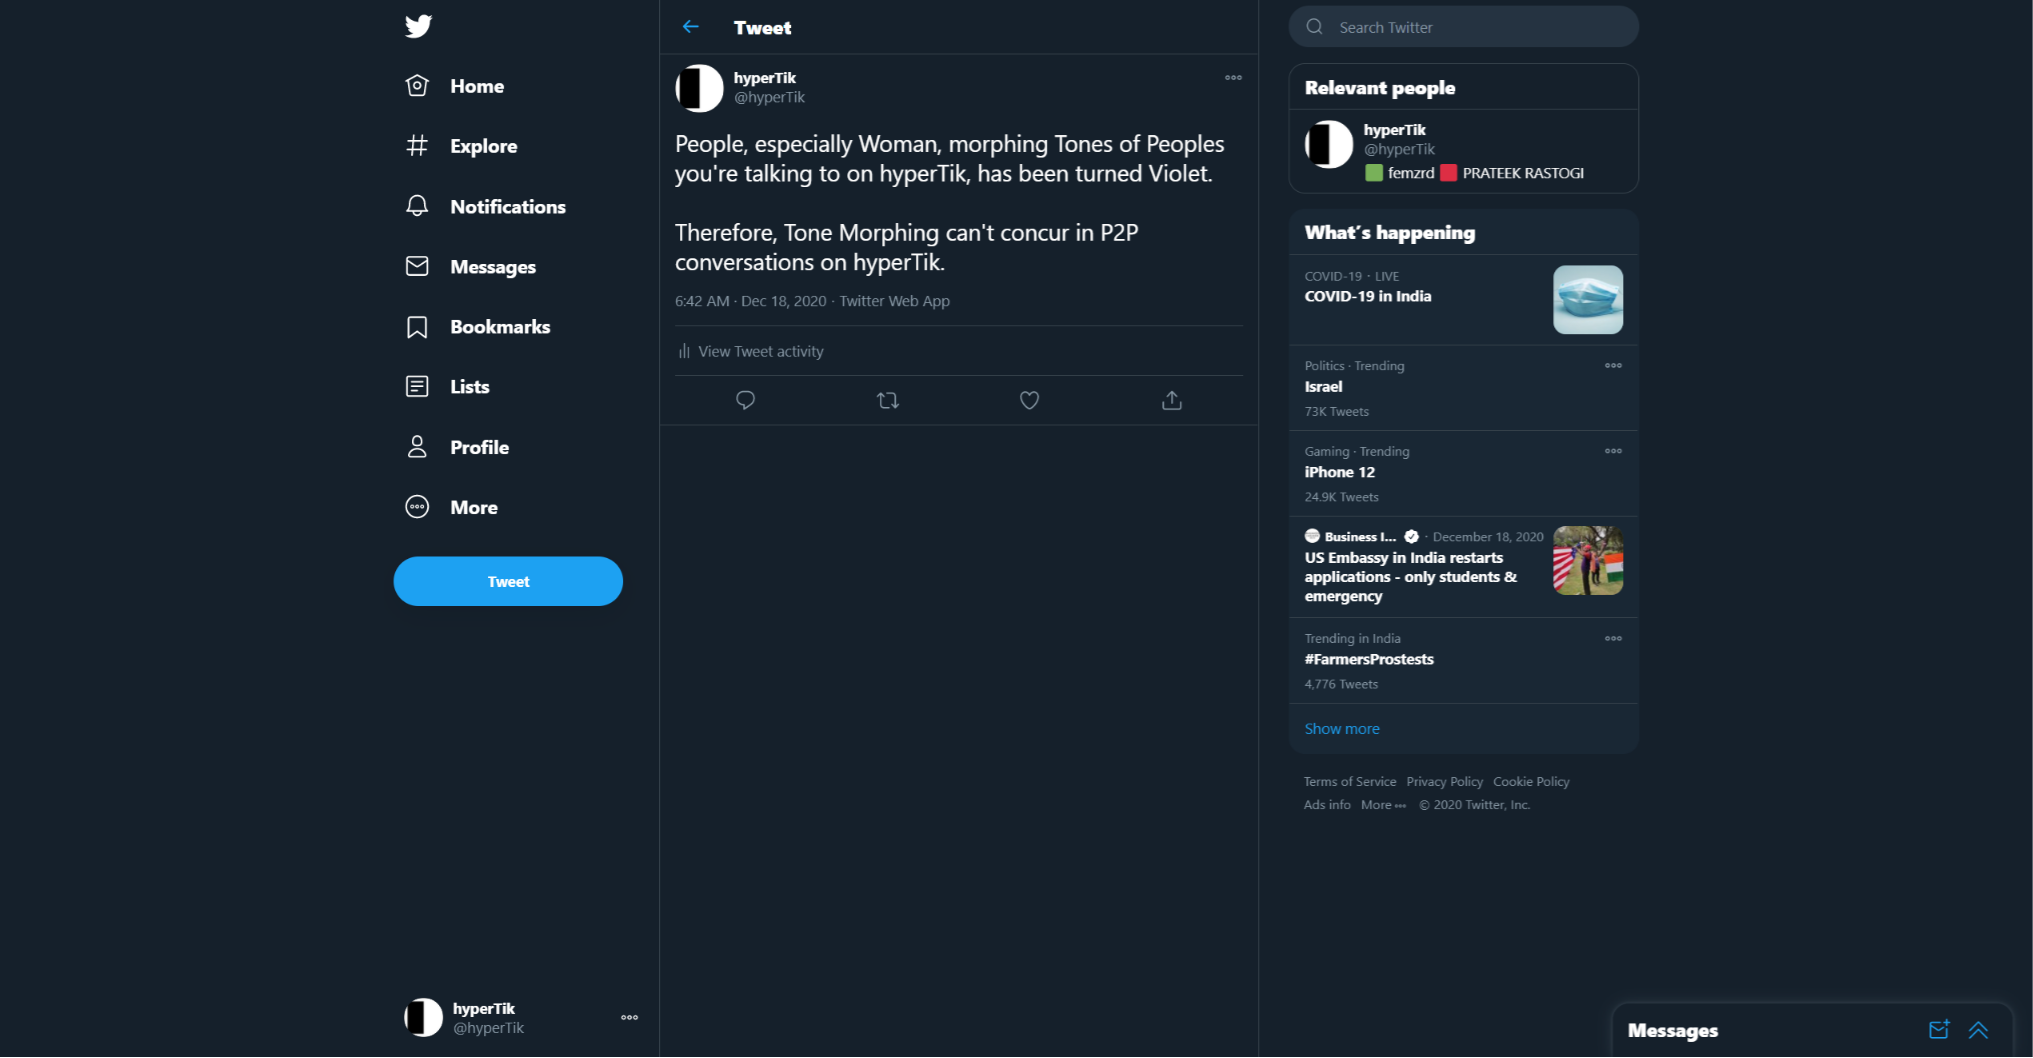 Home
Explore
Notifications
Messages
Bookmarks
Lists
Profile
More
Tweet
hyperTik
@hyperTik
Tweet
hyperTik
@hyperTik
People, especially Woman, morphing Tones of Peoples
you're talking to on hyperTik, has been turned Violet.
Therefore, Tone Morphing can't concur in P2P
conversations on hyperTik.
6:42 AM · Dec 18, 2020 · Twitter Web App
View Tweet activity
Search Twitter
Relevant people
hyperTik
@hyperTik
femzrd PRATEEK RASTOGI
What's happening
COVID-19 · LIVE
COVID-19 in India
Politics · Trending
Israel
73K Tweets
Gaming · Trending
iPhone 12
24.9K Tweets
Business I... · December 18, 2020
US Embassy in India restarts
applications - only students &
emergency
Trending in India
#FarmersProstests
4,776 Tweets
Show more
Terms of Service Privacy Policy Cookie Policy
Ads info More © 2020 Twitter, Inc.
Messages